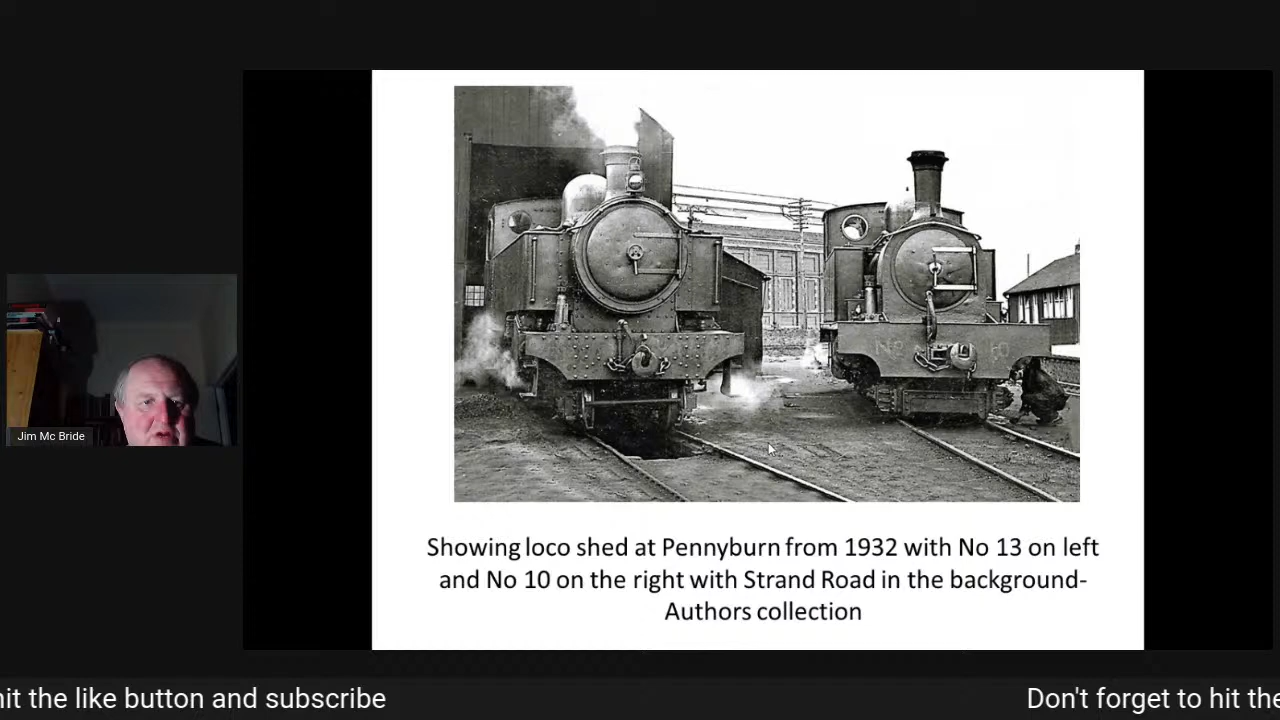 Showing loco shed at Pennyburn from 1932 with No 13 on left
and No 10 on the right with Strand Road in the background-
Authors collection
Jim Mc Bride
hit the like button and subscribe
Don't forget to hit the